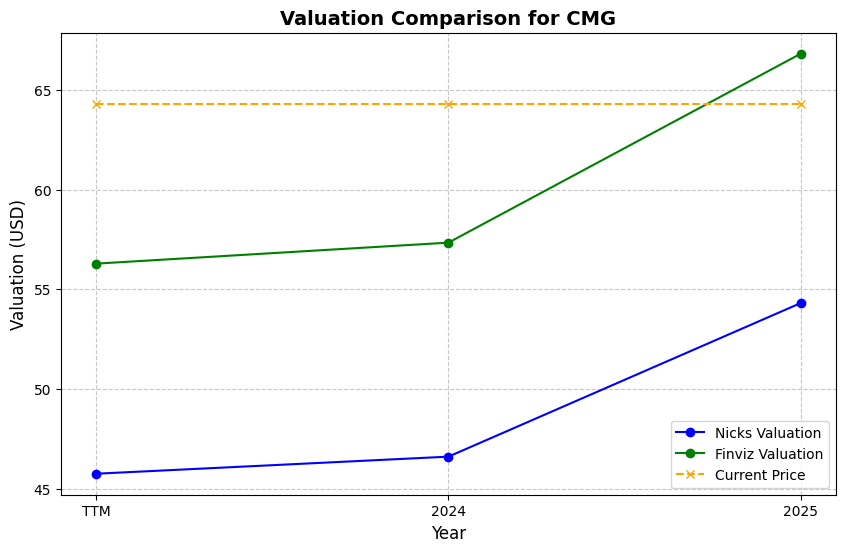 Valuation Comparison for CMG
Valuation (USD)
65
60
55
50
45
TTM
2024
2025
Year
Nicks Valuation
Finviz Valuation
Current Price